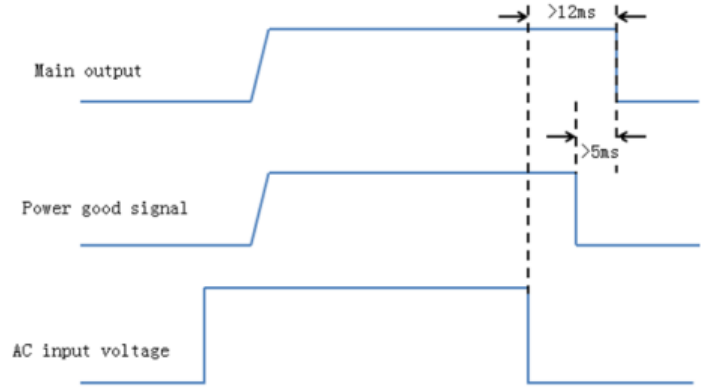 >12ms
Main output
>5ms
Power good signal
AC input voltage